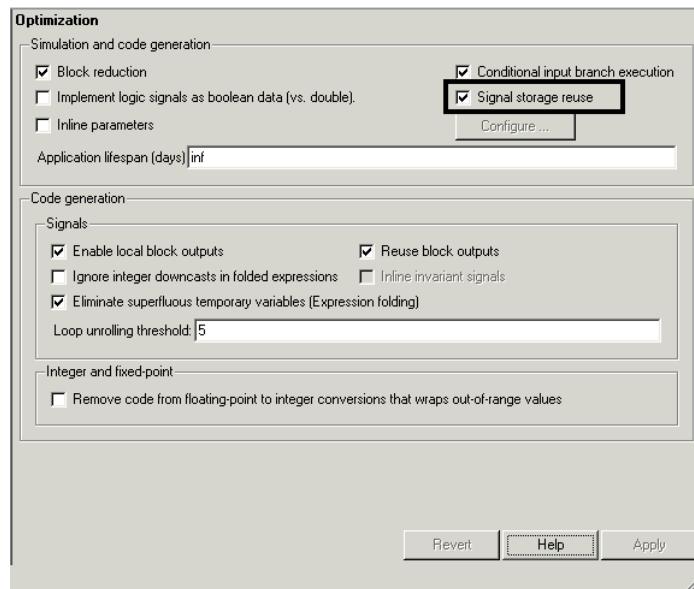 Optimization
Simulation and code generation
Block reduction
Conditional input branch execution
Implement logic signals as boolean data (vs. double).
Signal storage reuse
Inline parameters
Configure ...
Application lifespan (days) inf
Code generation
Signals
Enable local block outputs
Reuse block outputs
Ignore integer downcasts in folded expressions
Inline invariant signals
Eliminate superfluous temporary variables (Expression folding)
Loop unrolling threshold: 5
Integer and fixed-point
Remove code from floating-point to integer conversions that wraps out-of-range values
Revert
Help
Apply